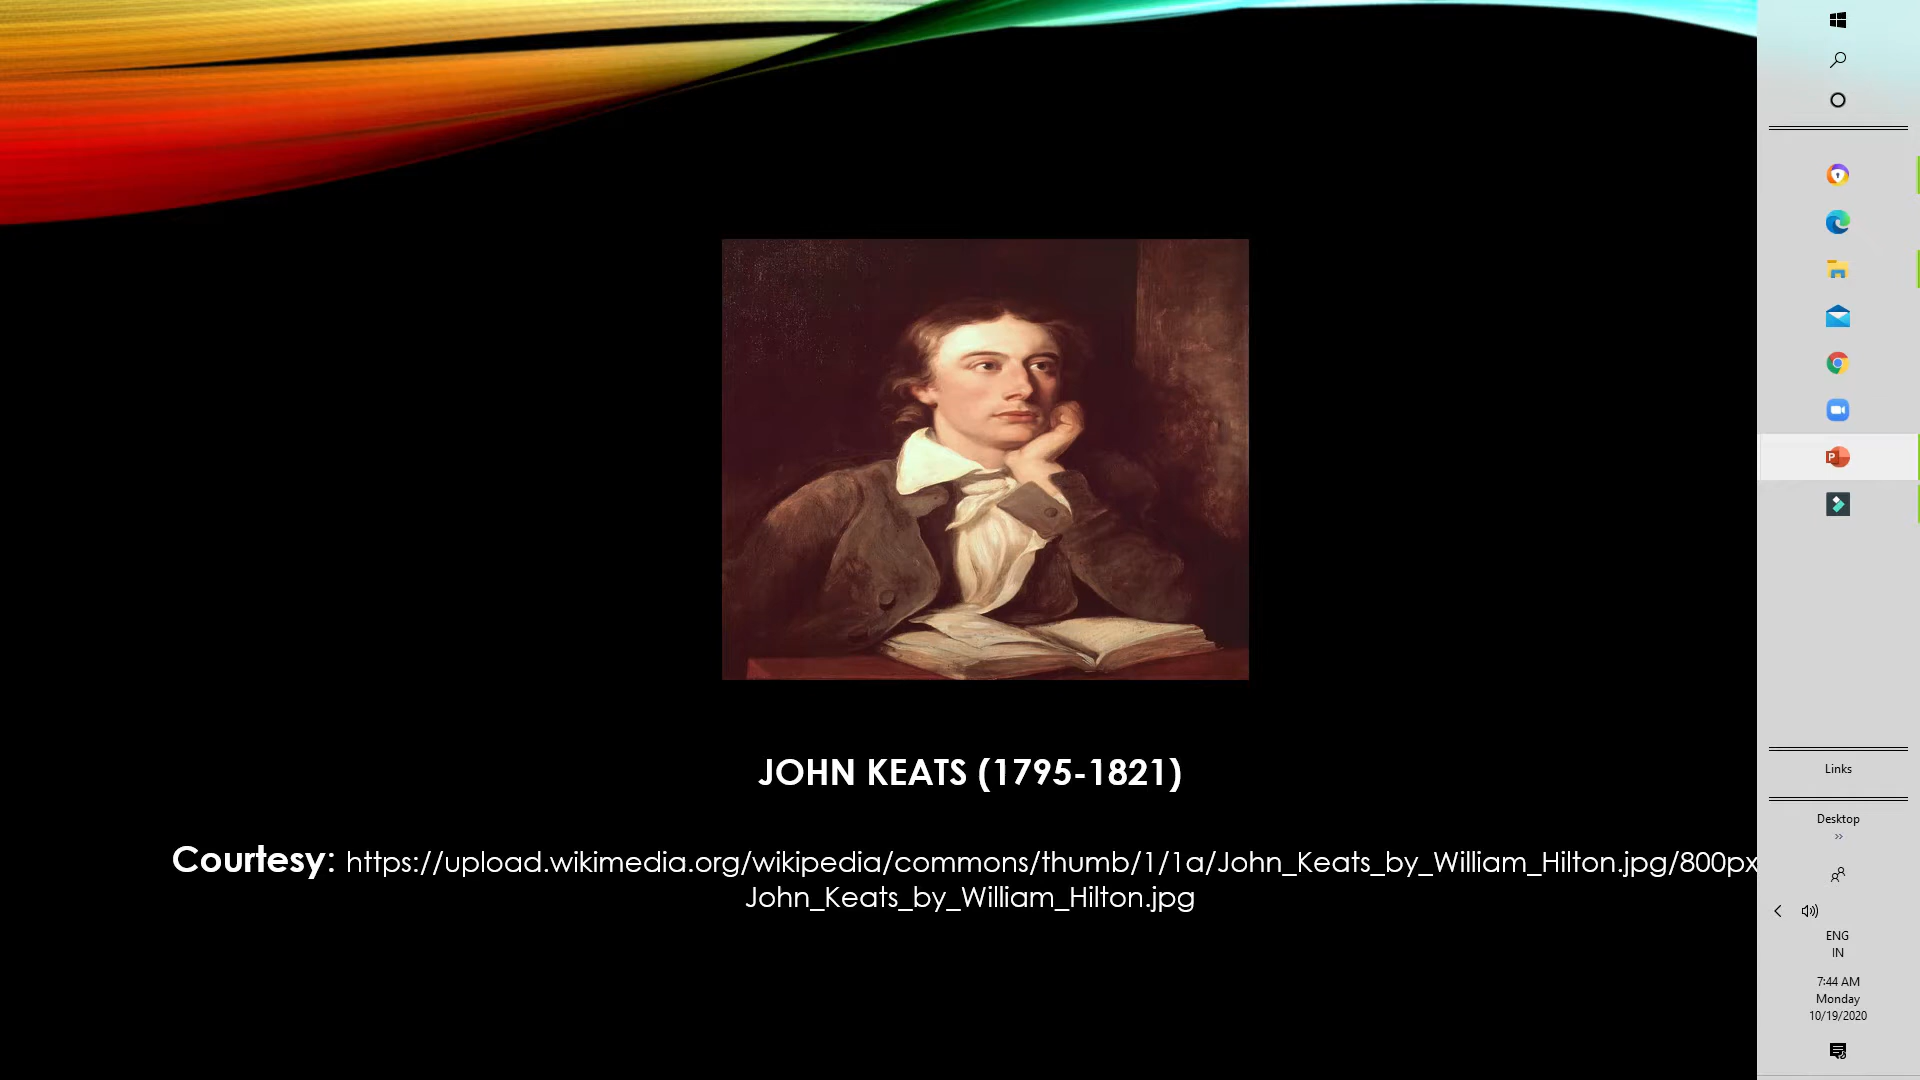 JOHN KEATS (1795-1821)
Courtesy: https://upload.wikimedia.org/wikipedia/commons/thumb/1/1a/John_Keats_by_William_Hilton.jpg/800px
John_Keats_by_William_Hilton.jpg
Links
Desktop
ENG
IN
7:44 AM
Monday
10/19/2020